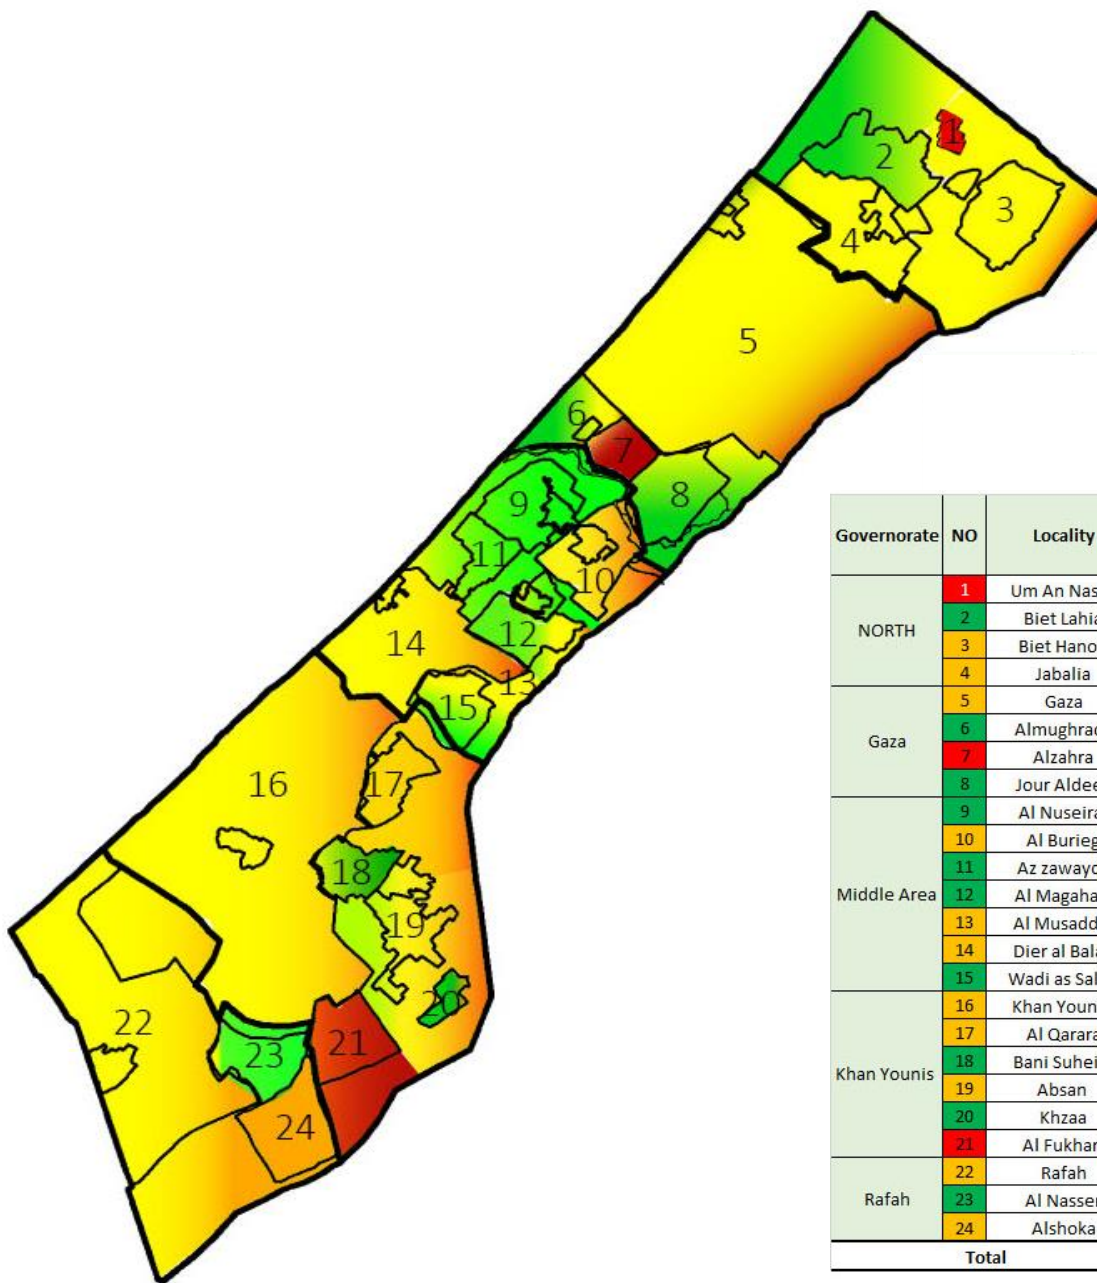 1
2
3
4
5
6
7
8
9
10
11
12
13
14
15
16
17
18
19
20
21
22
23
24
Governorate NO Locality
NORTH
1 Um An Nas
2 Biet Lahia
3 Biet Hano
4 Jabalia
Gaza
5 Gaza
6 Almughra
7 Alzahra
8 Jour Aldee
Middle Area
9 Al Nuseira
10 Al Burieg
11 Az zaway
12 Al Magaha
13 Al Musadd
14 Dier al Bala
15 Wadi as Sal
Khan Younis
16 Khan Youn
17 Al Qarara
18 Bani Suhei
19 Absan
20 Khzaa
21 Al Fukhar
Rafah
22 Rafah
23 Al Nasser
24 Alshoka
Total